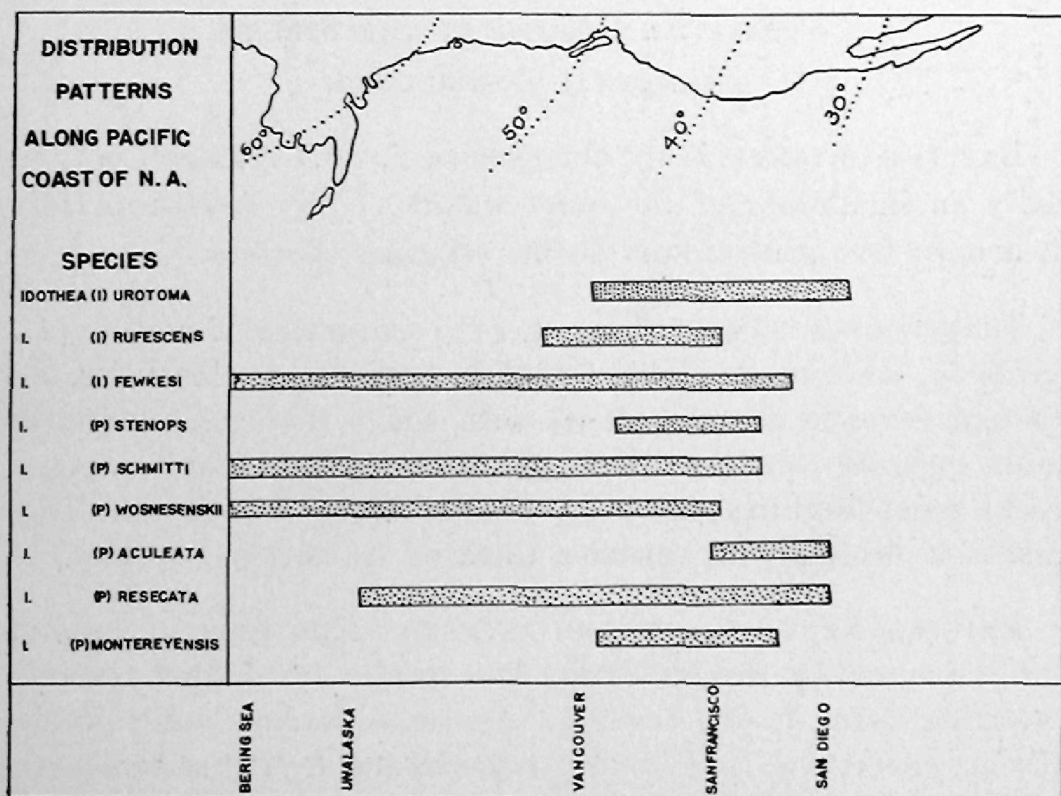 DISTRIBUTION
PATTERNS
ALONG PACIFIC
COAST OF N. A.
60°
50°
40°
30°
SPECIES
IDOTHEA (I) UROTOMA
I. (I) RUFESCENS
I. (I) FEWKESI
I. (P) STENOPS
I. (P) SCHMITTI
I. (P) WOSNESENSKII
I. (P) ACULEATA
I. (P) RESECATA
I. (P) MONTEREYENSIS
BERING SEA
UNALASKA
VANCOUVER
SAN FRANCISCO
SAN DIEGO